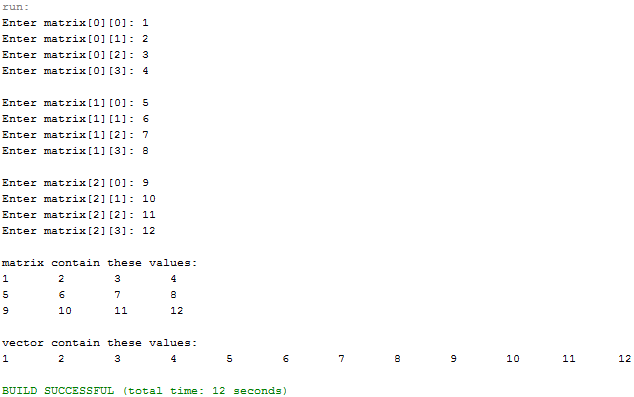 run:
Enter matrix[0][0]: 1
Enter matrix[0][1]: 2
Enter matrix[0][2]: 3
Enter matrix[0][3]: 4
Enter matrix[1][0]: 5
Enter matrix[1][1]: 6
Enter matrix[1][2]: 7
Enter matrix[1][3]: 8
Enter matrix[2][0]: 9
Enter matrix[2][1]: 10
Enter matrix[2][2]: 11
Enter matrix[2][3]: 12
matrix contain these values:
1 2 3 4
5 6 7 8
9 10 11 12
vector contain these values:
1 2 3 4 5 6 7 8 9 10 11 12
BUILD SUCCESSFUL (total time: 12 seconds)